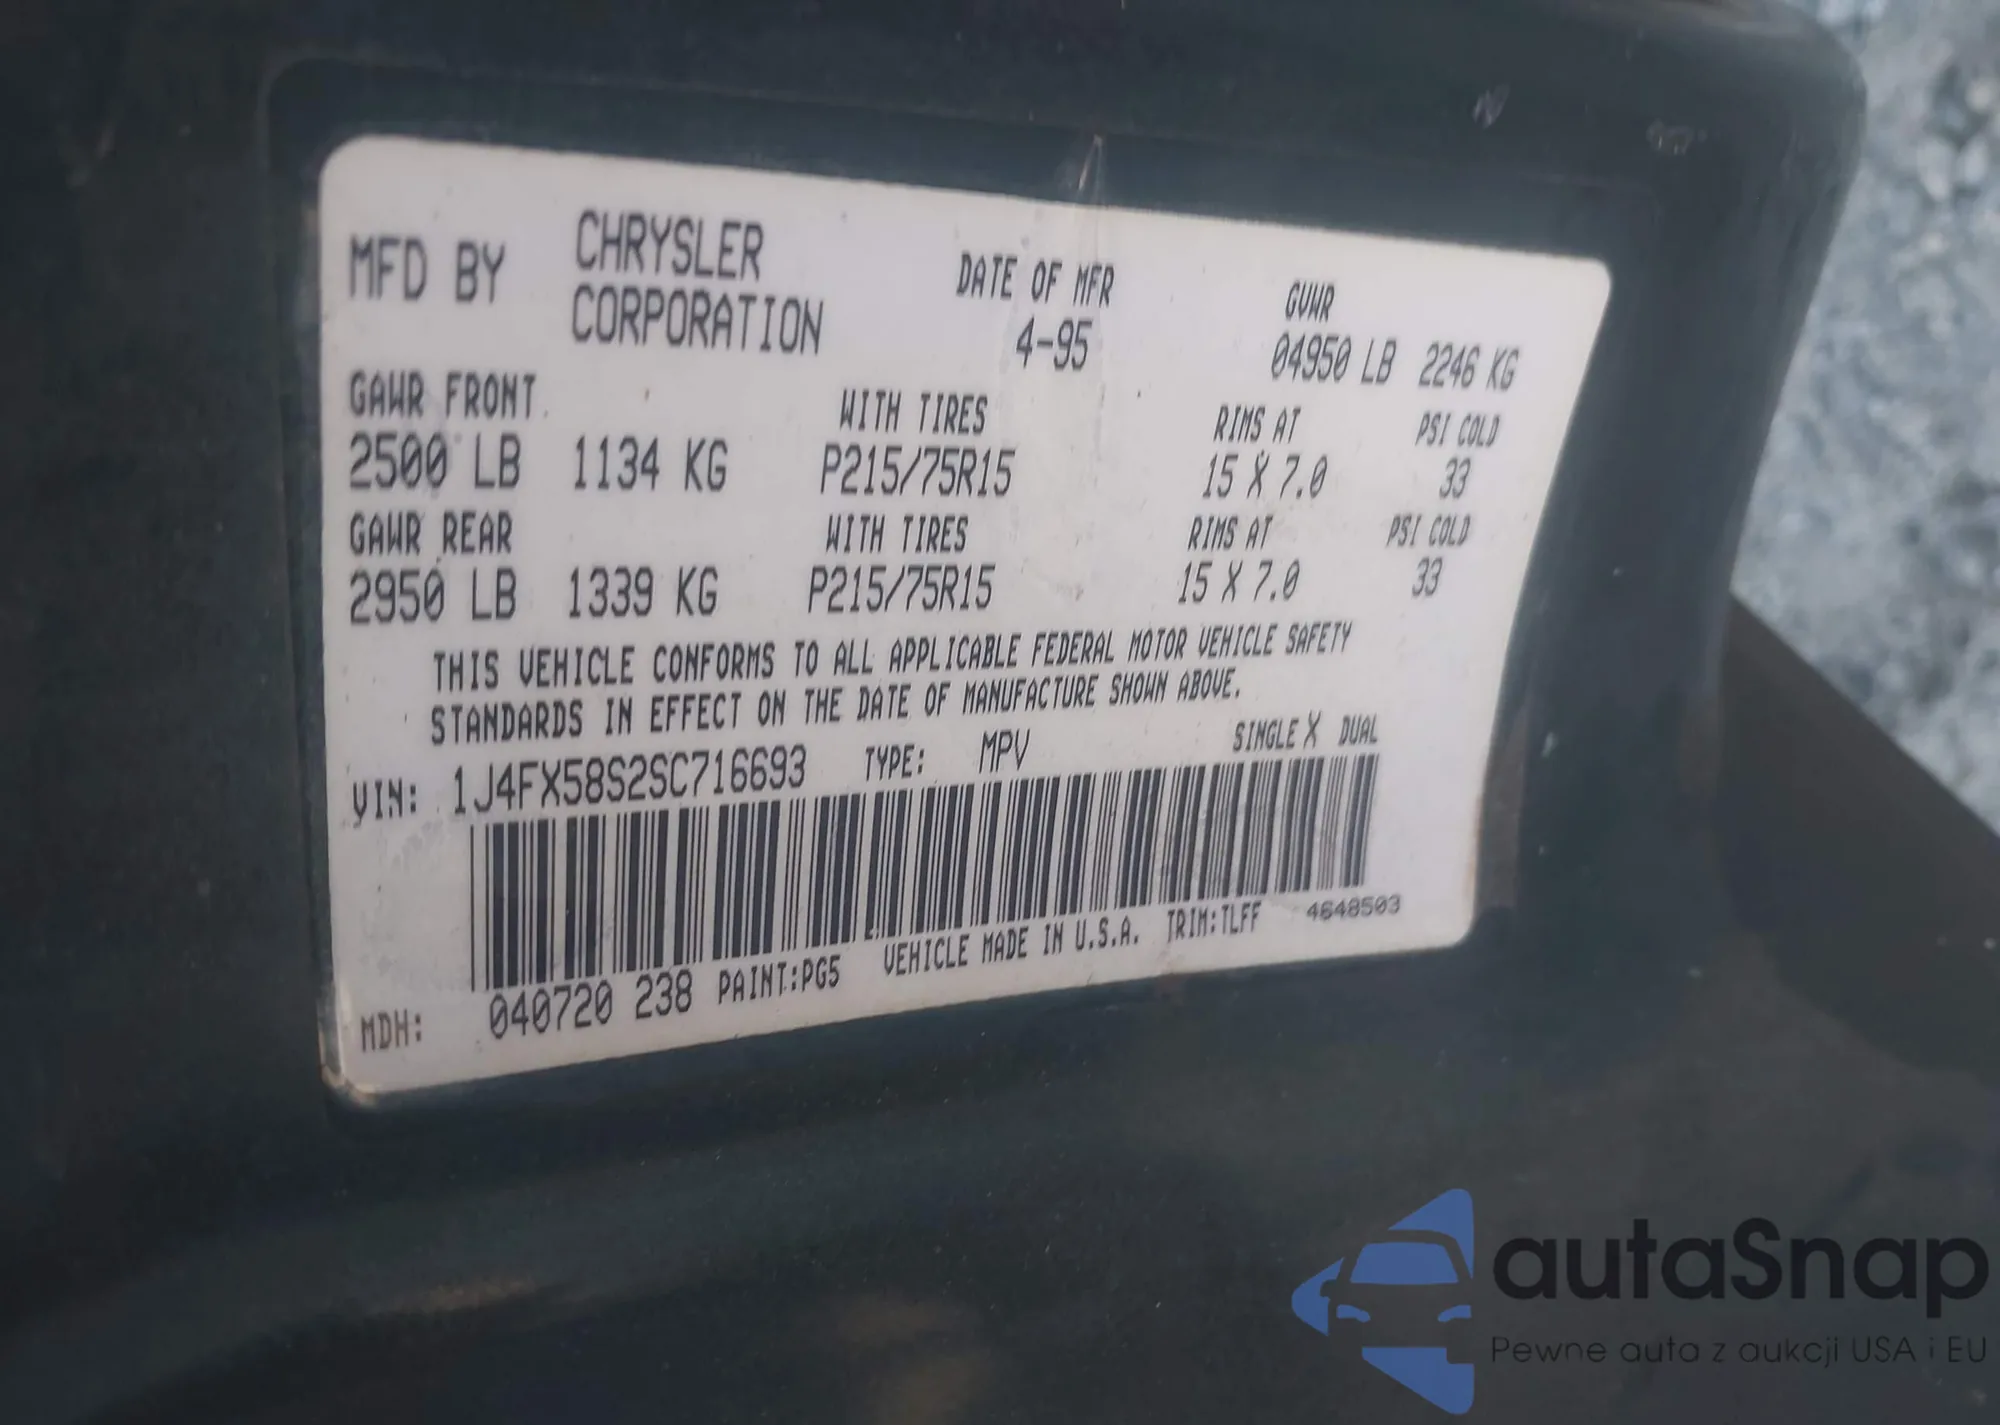 MFD BY CHRYSLER CORPORATION DATE OF MFR 4-95 GVWR 04950 LB 2246 KG
GAWR FRONT WITH TIRES RIMS AT PSI COLD
2500 LB 1134 KG P215/75R15 15 X 7.0 33
GAWR REAR WITH TIRES RIMS AT PSI COLD
2950 LB 1339 KG P215/75R15 15 X 7.0 33
THIS VEHICLE CONFORMS TO ALL APPLICABLE FEDERAL MOTOR VEHICLE SAFETY
STANDARDS IN EFFECT ON THE DATE OF MANUFACTURE SHOWN ABOVE.
VIN: 1J4FX58S2SC716693 TYPE: MPV SINGLE X DUAL
MDH: 040720 238 PAINT:PG5 VEHICLE MADE IN U.S.A. TRIM:TLFF 4648503
autaSnap
Pewne auta z aukcji USA i EU